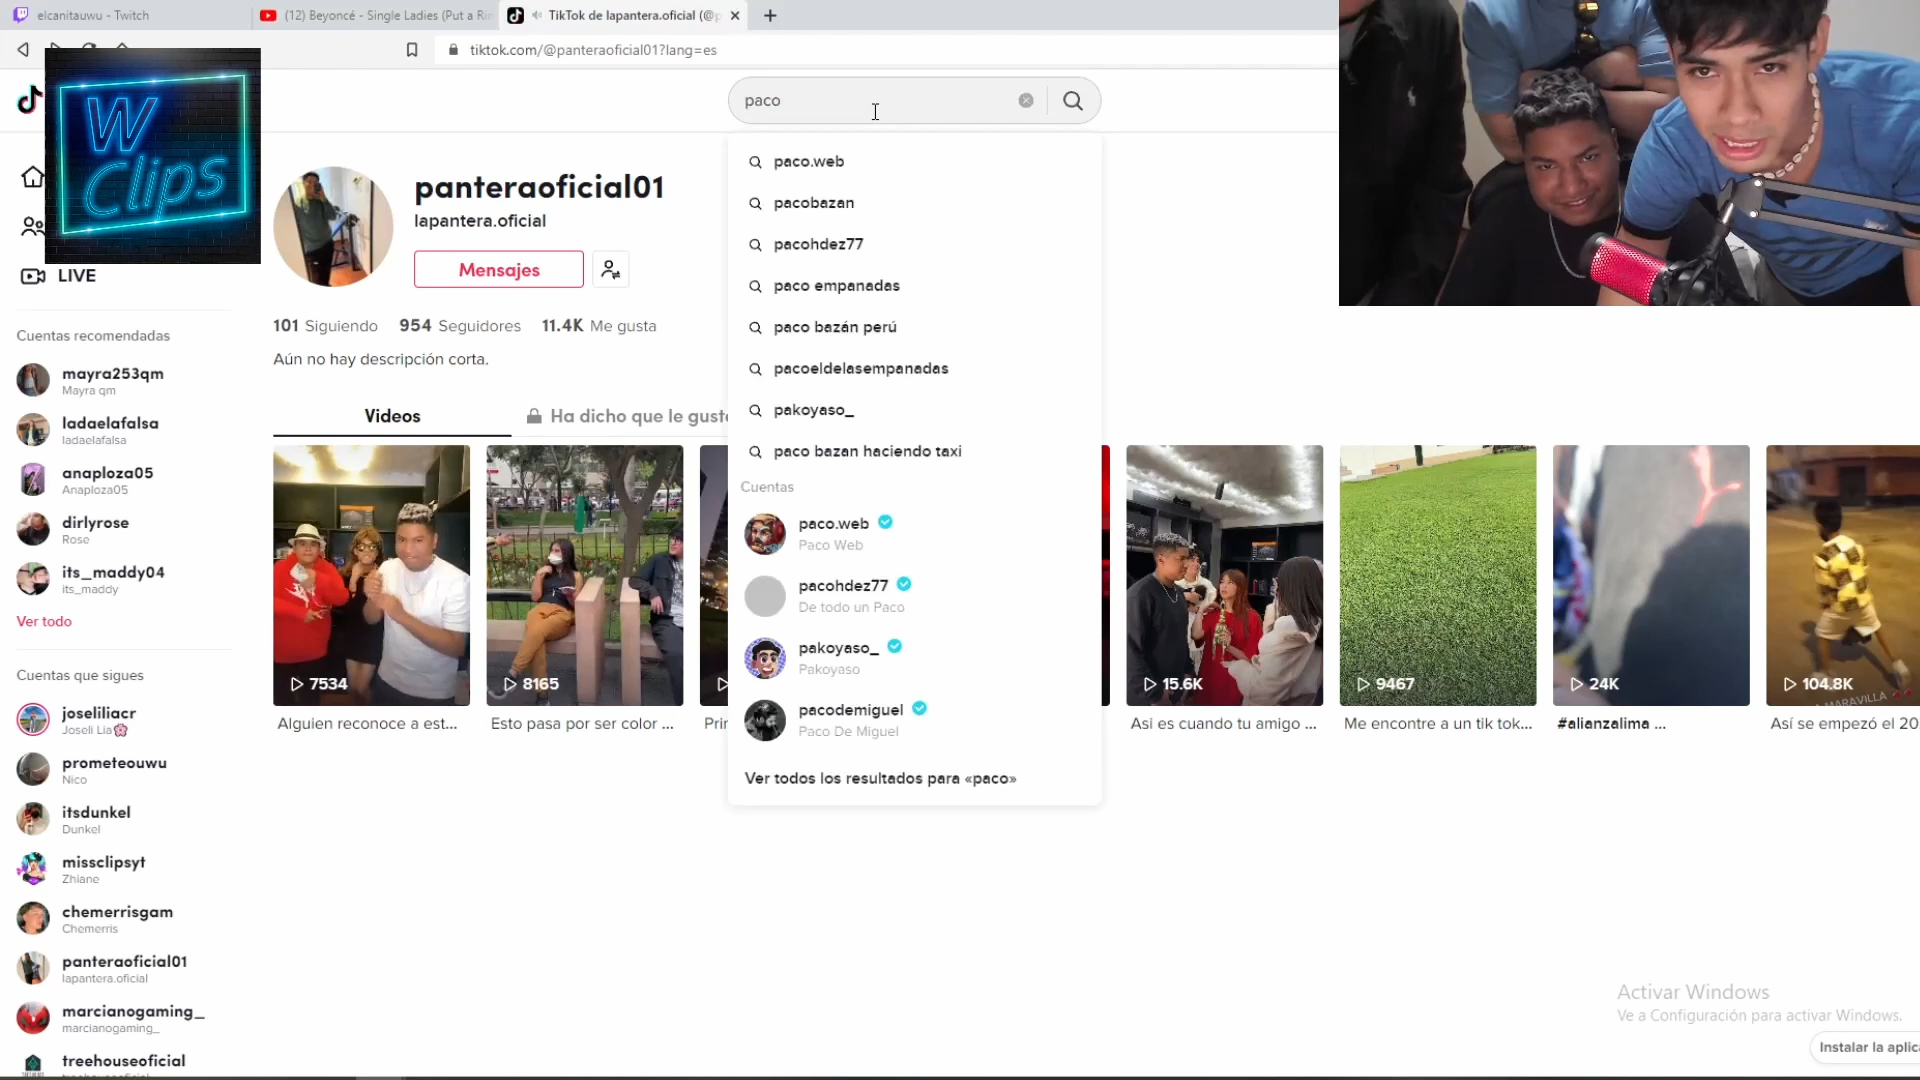 elcanitauwu - Twitch
(12) Beyoncé - Single Ladies (Put a Rin
TikTok de lapantera.oficial (@p
tiktok.com/@panteraoficial01?lang=es
W
Clips
paco
LIVE
Cuentas recomendadas
mayra253qm
Mayra qm
ladaelafalsa
ladaelafalsa
anaploza05
Anaploza05
dirlyrose
Rose
its_maddy04
its_maddy
Ver todo
Cuentas que sigues
joseliliacr
Joseli Lia🌸
prometeouwu
Nico
itsdunkel
Dunkel
missclipsyt
Zhiane
chemerrisgam
Chemerris
panteraoficial01
lapantera.oficial
marcianogaming_
marcianogaming_
treehouseoficial
panteraoficial01
lapantera.oficial
Mensajes
101 Siguiendo 954 Seguidores 11.4K Me gusta
Aún no hay descripción corta.
Videos
Ha dicho que le gust
paco.web
pacobazan
pacohdez77
paco empanadas
paco bazán perú
pacoeldelasempanadas
pakoyaso_
paco bazan haciendo taxi
Cuentas
paco.web
Paco Web
pacohdez77
De todo un Paco
pakoyaso_
Pakoyaso
pacodemiguel
Paco De Miguel
Ver todos los resultados para «paco»
7534
8165
15.6K
9467
24K
MARAVILLA
104.8K
Alguien reconoce a est...
Esto pasa por ser color ...
Prir
Asi es cuando tu amigo ...
Me encontre a un tik tok...
#alianzalima ...
Así se empezó el 20
Activar Windows
Ve a Configuración para activar Windows.
Instalar la aplica